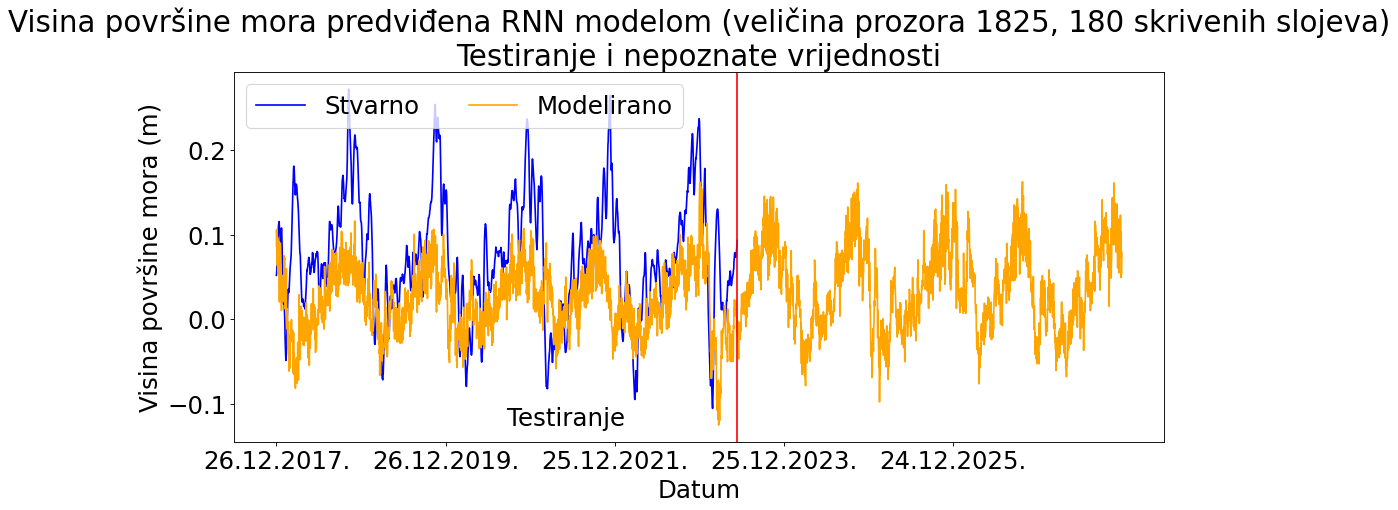 Visina površine mora predviđena RNN modelom (veličina prozora 1825, 180 skrivenih slojeva)
Testiranje i nepoznate vrijednosti
Stvarno Modelirano
Visina površine mora (m)
0.2
0.1
0.0
−0.1
Testiranje
26.12.2017. 26.12.2019. 25.12.2021. 25.12.2023. 24.12.2025.
Datum